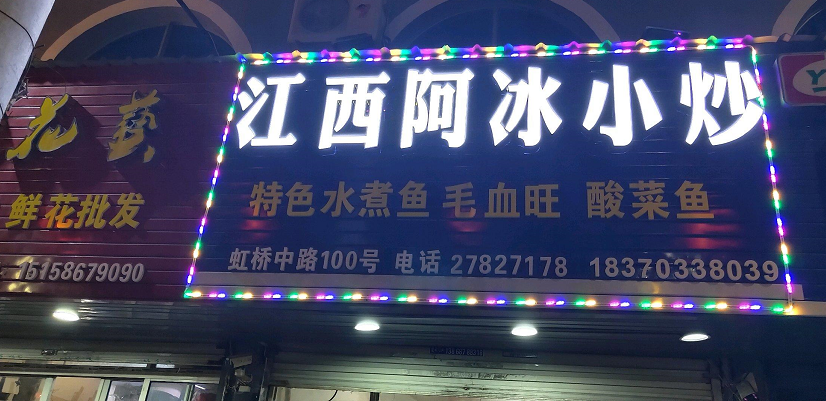 花藝
鲜花批发
15158679090
江西阿冰小炒
特色水煮鱼 毛血旺 酸菜鱼
虹桥中路100号 电话 27827178 18370338039